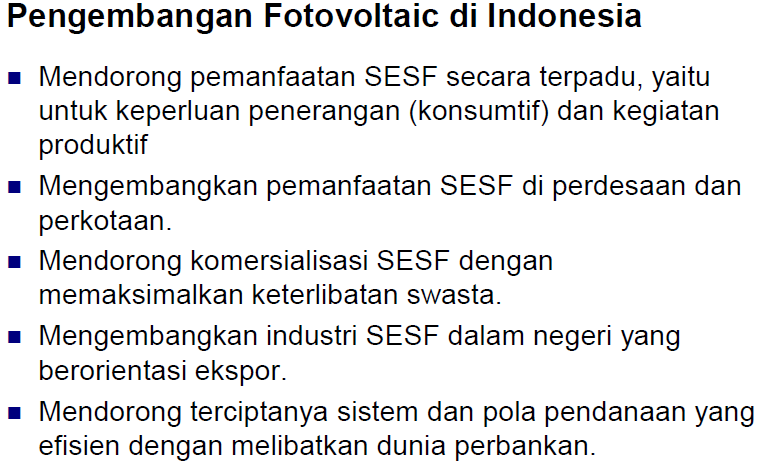 Pengembangan Fotovoltaic di Indonesia
■ Mendorong pemanfaatan SESF secara terpadu, yaitu
untuk keperluan penerangan (konsumtif) dan kegiatan
produktif
■ Mengembangkan pemanfaatan SESF di perdesaan dan
perkotaan.
■ Mendorong komersialisasi SESF dengan
memaksimalkan keterlibatan swasta.
■ Mengembangkan industri SESF dalam negeri yang
berorientasi ekspor.
■ Mendorong terciptanya sistem dan pola pendanaan yang
efisien dengan melibatkan dunia perbankan.